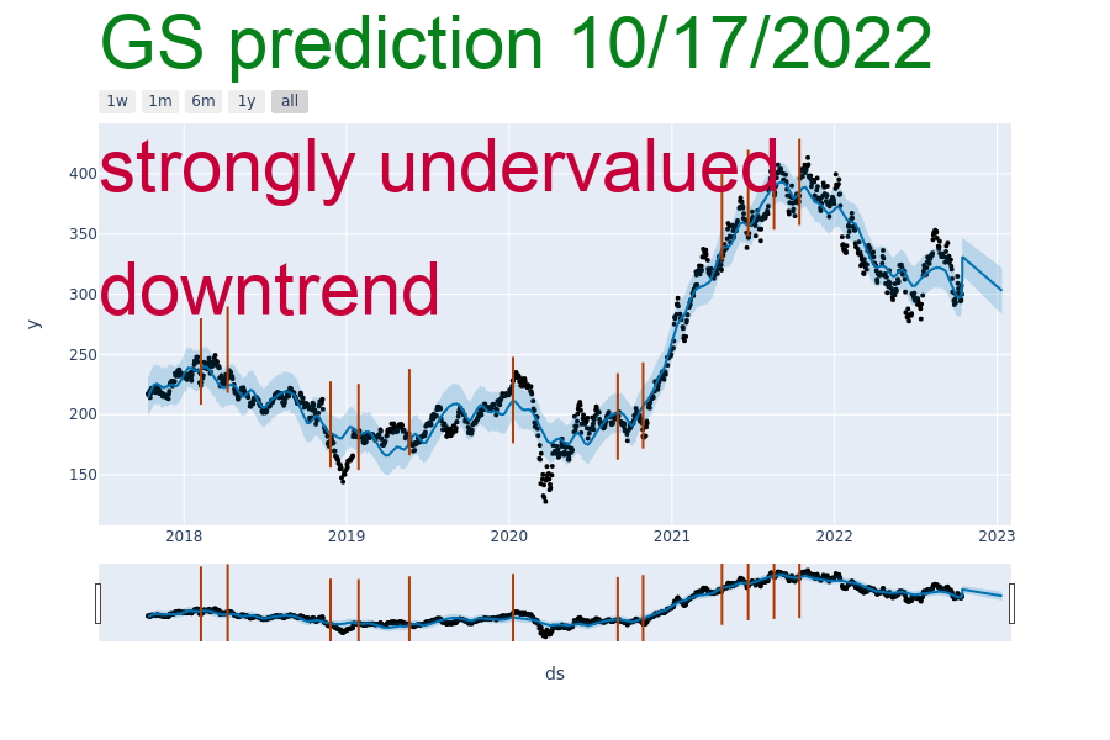 GS prediction 10/17/2022
1w 1m 6m 1y all
strongly undervalued
downtrend
400
350
300
250
200
150
y
2018 2019 2020 2021 2022 2023
ds